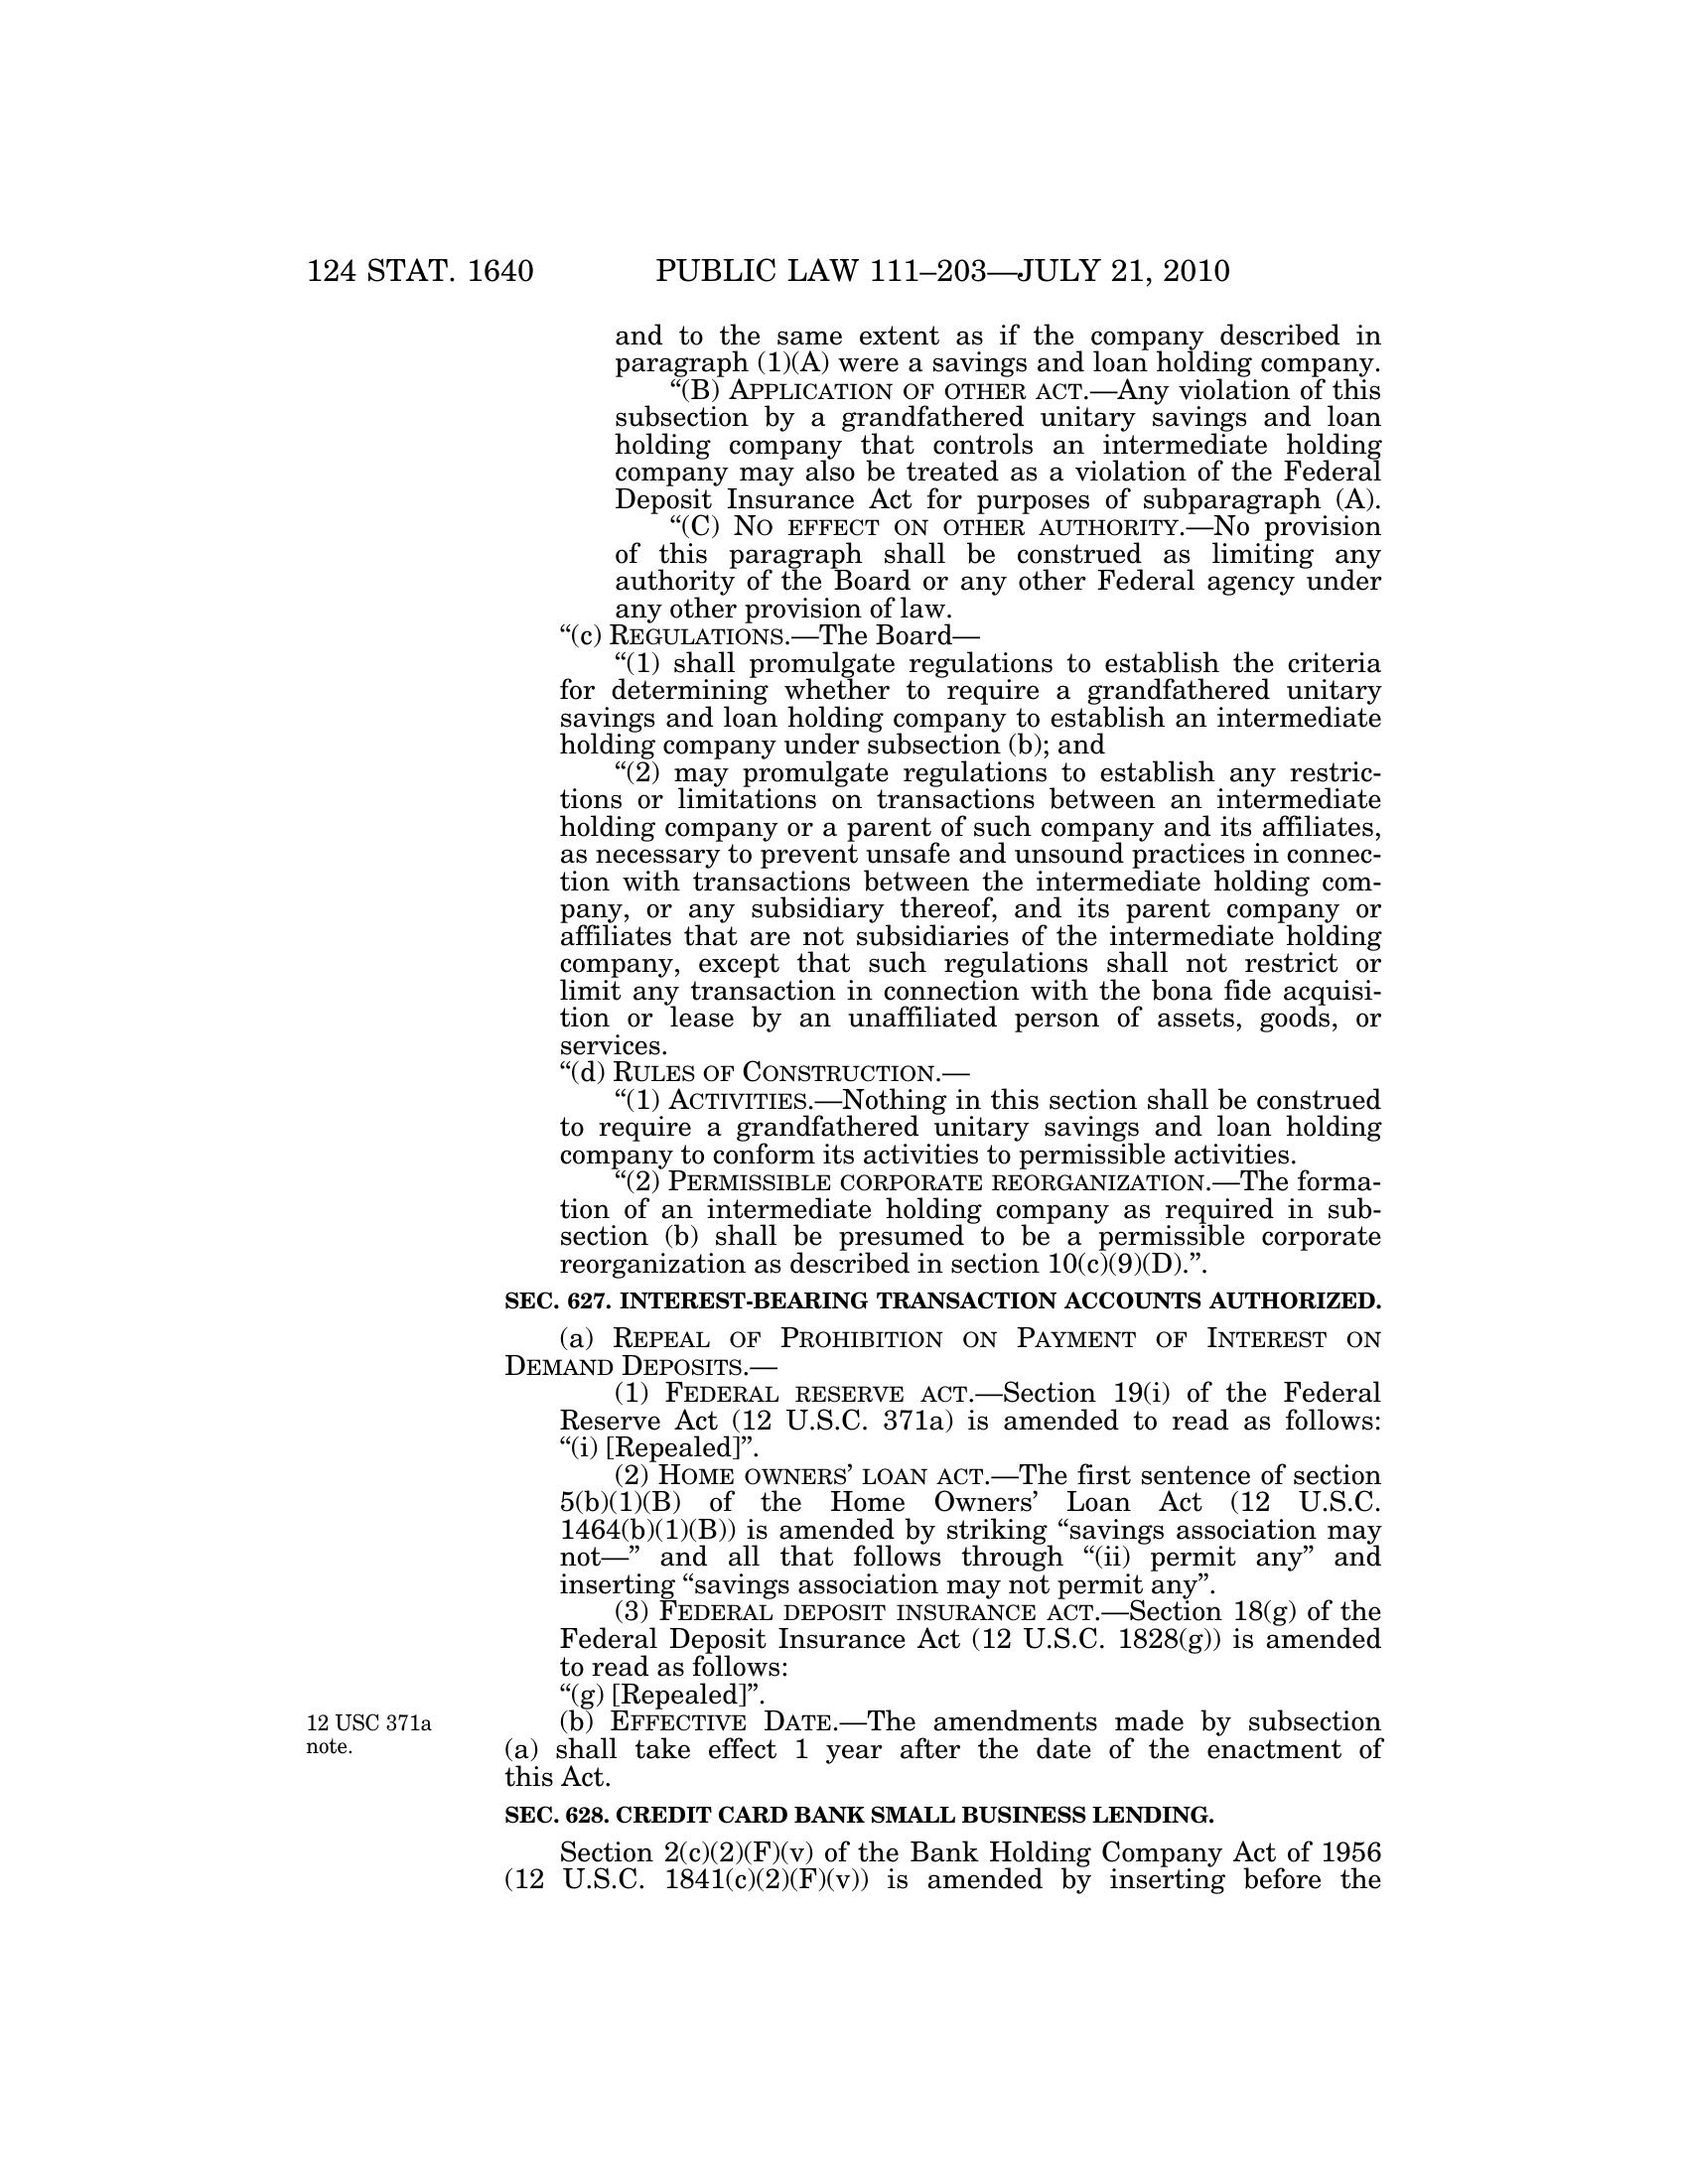 124 STAT. 1640 PUBLIC LAW 111–203—JULY 21, 2010
and to the same extent as if the company described in
paragraph (1)(A) were a savings and loan holding company.
“(B) APPLICATION OF OTHER ACT.—Any violation of this
subsection by a grandfathered unitary savings and loan
holding company that controls an intermediate holding
company may also be treated as a violation of the Federal
Deposit Insurance Act for purposes of subparagraph (A).
“(C) NO EFFECT ON OTHER AUTHORITY.—No provision
of this paragraph shall be construed as limiting any
authority of the Board or any other Federal agency under
any other provision of law.
“(c) REGULATIONS.—The Board—
“(1) shall promulgate regulations to establish the criteria
for determining whether to require a grandfathered unitary
savings and loan holding company to establish an intermediate
holding company under subsection (b); and
“(2) may promulgate regulations to establish any restric-
tions or limitations on transactions between an intermediate
holding company or a parent of such company and its affiliates,
as necessary to prevent unsafe and unsound practices in connec-
tion with transactions between the intermediate holding com-
pany, or any subsidiary thereof, and its parent company or
affiliates that are not subsidiaries of the intermediate holding
company, except that such regulations shall not restrict or
limit any transaction in connection with the bona fide acquisi-
tion or lease by an unaffiliated person of assets, goods, or
services.
“(d) RULES OF CONSTRUCTION.—
“(1) ACTIVITIES.—Nothing in this section shall be construed
to require a grandfathered unitary savings and loan holding
company to conform its activities to permissible activities.
“(2) PERMISSIBLE CORPORATE REORGANIZATION.—The forma-
tion of an intermediate holding company as required in sub-
section (b) shall be presumed to be a permissible corporate
reorganization as described in section 10(c)(9)(D).”.
SEC. 627. INTEREST-BEARING TRANSACTION ACCOUNTS AUTHORIZED.
(a) REPEAL OF PROHIBITION ON PAYMENT OF INTEREST ON
DEMAND DEPOSITS.—
(1) FEDERAL RESERVE ACT.—Section 19(i) of the Federal
Reserve Act (12 U.S.C. 371a) is amended to read as follows:
“(i) [Repealed]”.
(2) HOME OWNERS’ LOAN ACT.—The first sentence of section
5(b)(1)(B) of the Home Owners’ Loan Act (12 U.S.C.
1464(b)(1)(B)) is amended by striking “savings association may
not—” and all that follows through “(ii) permit any” and
inserting “savings association may not permit any”.
(3) FEDERAL DEPOSIT INSURANCE ACT.—Section 18(g) of the
Federal Deposit Insurance Act (12 U.S.C. 1828(g)) is amended
to read as follows:
“(g) [Repealed]”.
12 USC 371a
note.
(b) EFFECTIVE DATE.—The amendments made by subsection
(a) shall take effect 1 year after the date of the enactment of
this Act.
SEC. 628. CREDIT CARD BANK SMALL BUSINESS LENDING.
Section 2(c)(2)(F)(v) of the Bank Holding Company Act of 1956
(12 U.S.C. 1841(c)(2)(F)(v)) is amended by inserting before the